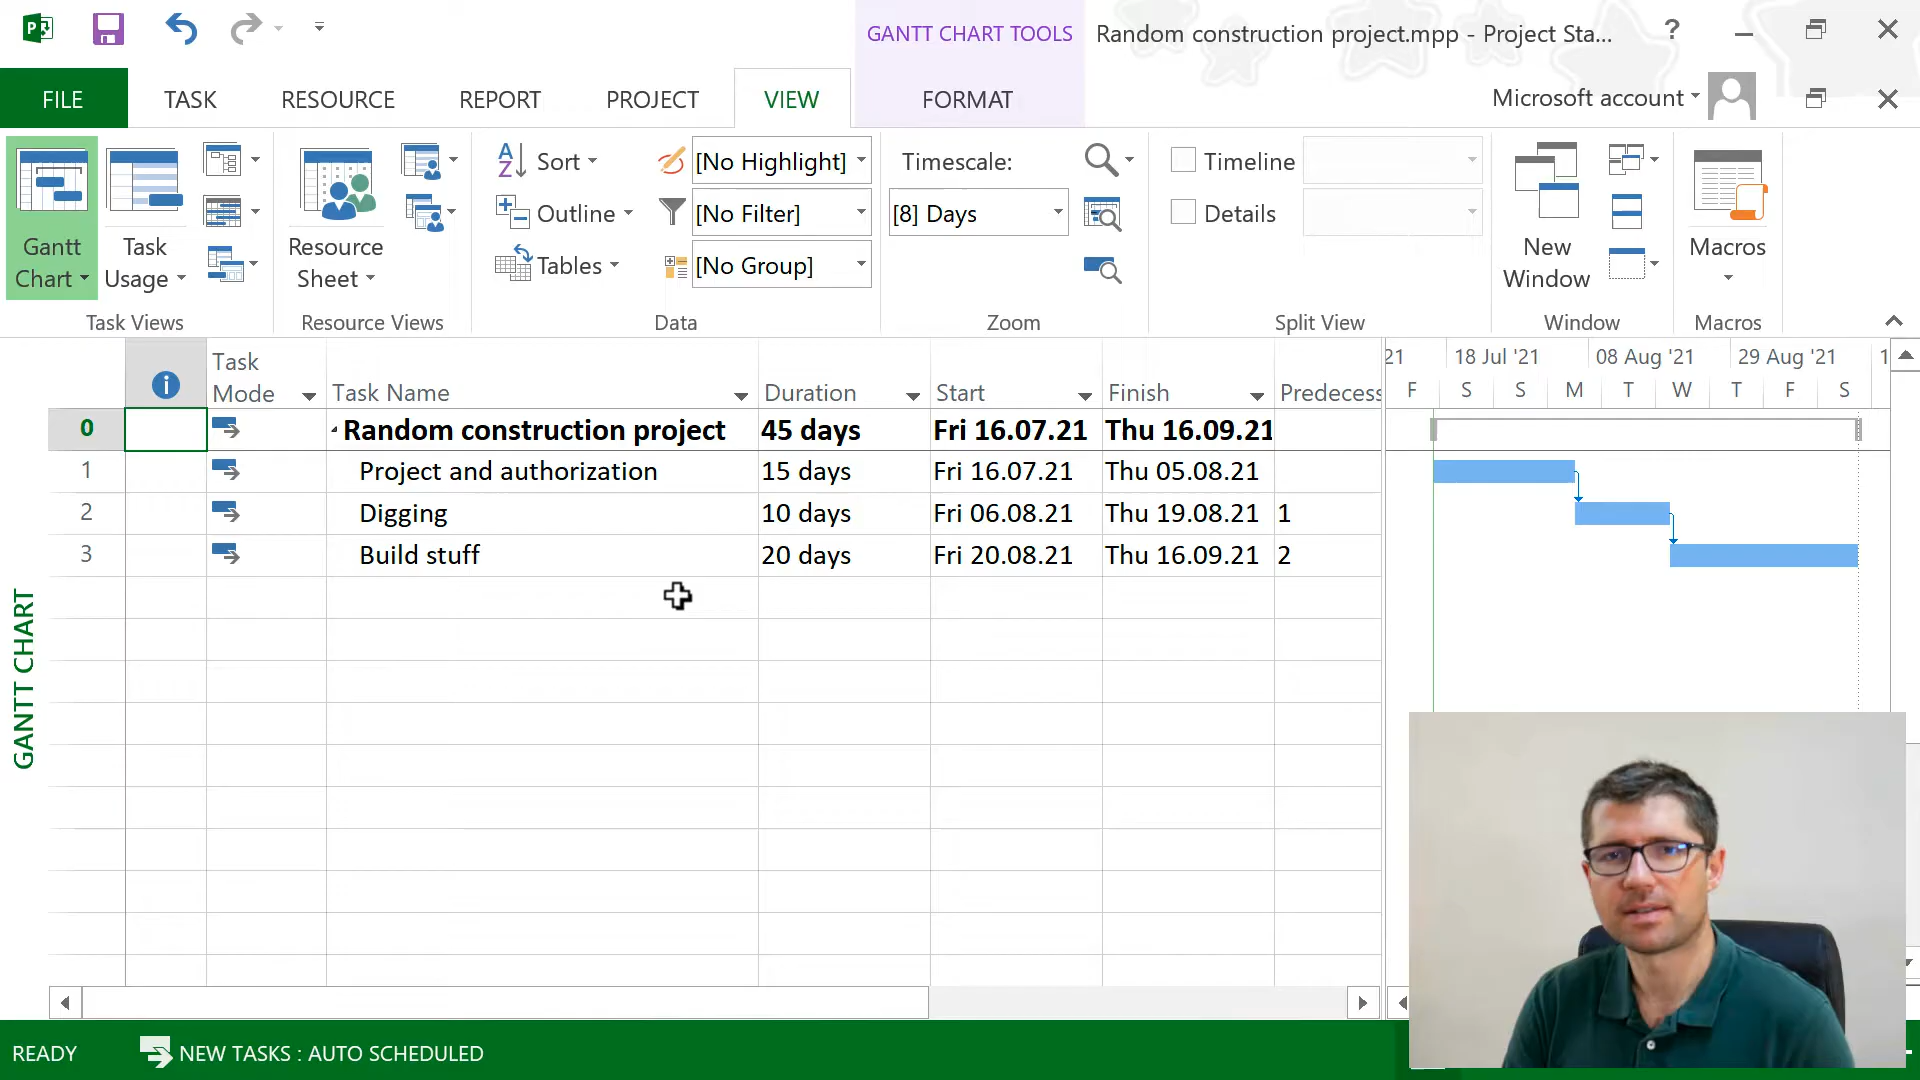 GANTT CHART TOOLS
Random construction project.mpp - Project Sta...
?
FILE
TASK
RESOURCE
REPORT
PROJECT
VIEW
FORMAT
Microsoft account
Gantt Chart
Task Usage
Task Views
Resource Sheet
Resource Views
A Z Sort
Outline
Tables
[No Highlight]
[No Filter]
[No Group]
Data
Timescale:
[8] Days
Zoom
Timeline
Details
Split View
New Window
Window
Macros
Macros
i
Task Mode
Task Name
Duration
Start
Finish
Predecess
21
18 Jul '21
08 Aug '21
29 Aug '21
1
F S S M T W T F S
0 Random construction project 45 days Fri 16.07.21 Thu 16.09.21
1 Project and authorization 15 days Fri 16.07.21 Thu 05.08.21
2 Digging 10 days Fri 06.08.21 Thu 19.08.21 1
3 Build stuff 20 days Fri 20.08.21 Thu 16.09.21 2
GANTT CHART
READY
NEW TASKS : AUTO SCHEDULED